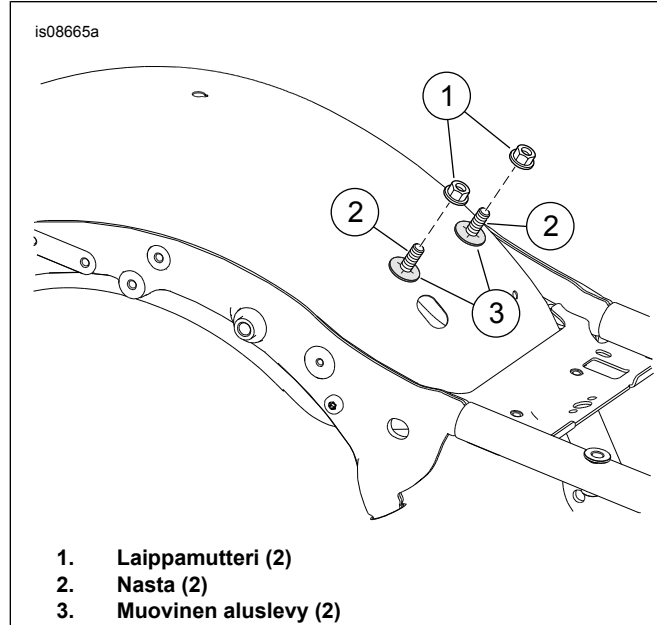 is08665a
1
2
2
3
1. Laippamutteri (2)
2. Nasta (2)
3. Muovinen aluslevy (2)